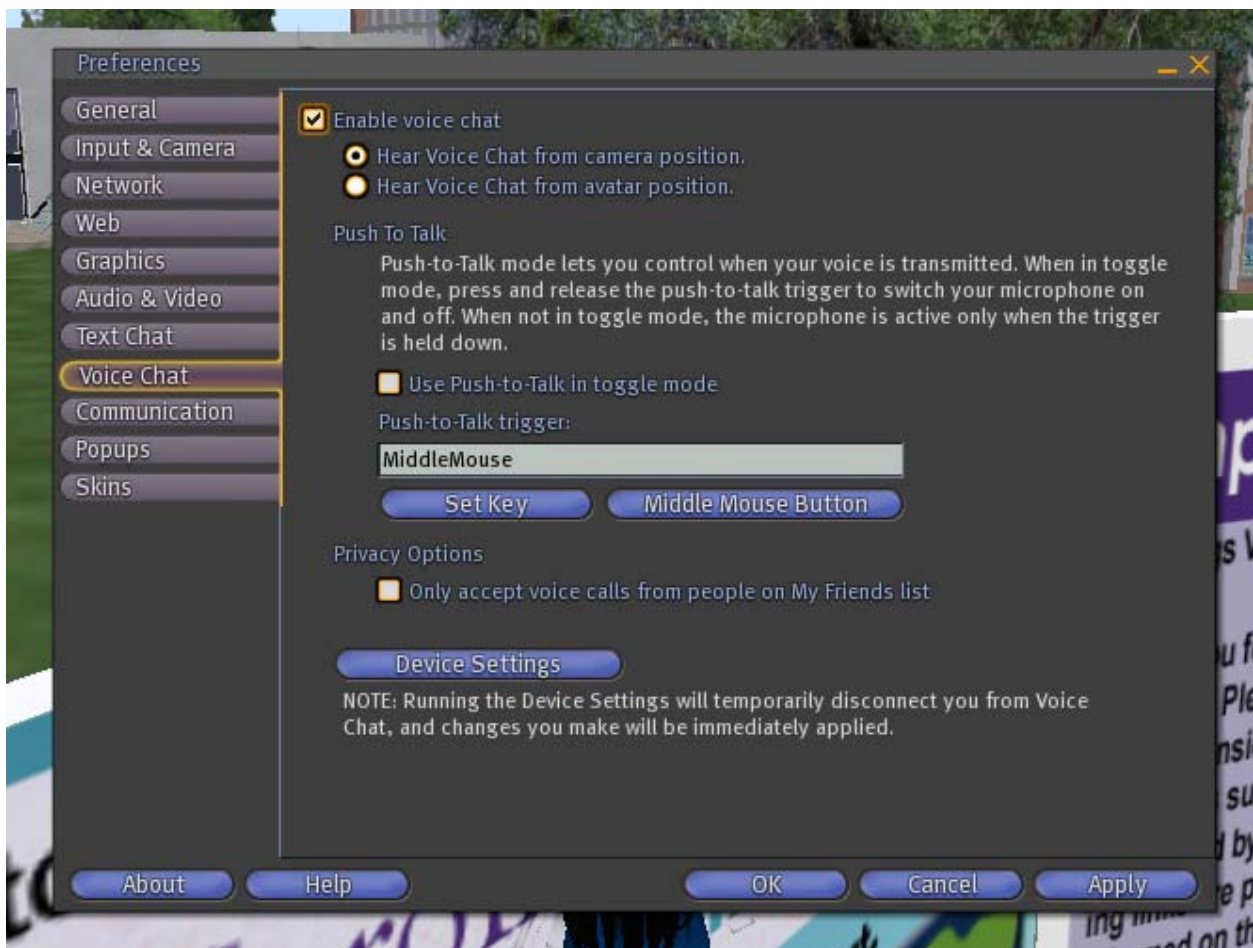 Preferences
General
Input & Camera
Network
Web
Graphics
Audio & Video
Text Chat
Voice Chat
Communication
Popups
Skins
Enable voice chat
Hear Voice Chat from camera position.
Hear Voice Chat from avatar position.
Push To Talk
Push-to-Talk mode lets you control when your voice is transmitted. When in toggle
mode, press and release the push-to-talk trigger to switch your microphone on
and off. When not in toggle mode, the microphone is active only when the trigger
is held down.
Use Push-to-Talk in toggle mode
Push-to-Talk trigger:
MiddleMouse
Set Key
Middle Mouse Button
Privacy Options
Only accept voice calls from people on My Friends list
Device Settings
NOTE: Running the Device Settings will temporarily disconnect you from Voice
Chat, and changes you make will be immediately applied.
About
Help
OK
Cancel
Apply